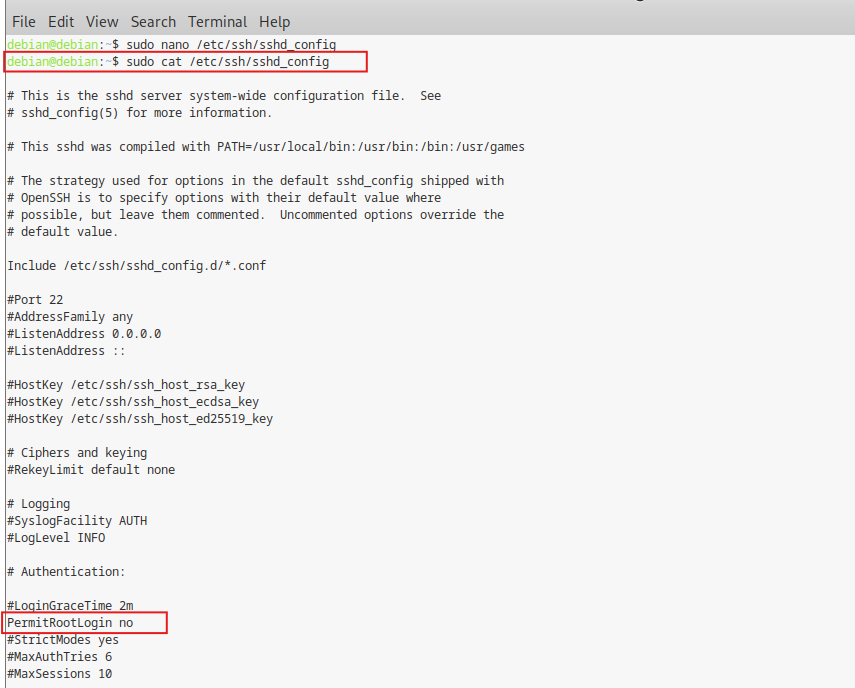 File Edit View Search Terminal Help
debian@debian:~$ sudo nano /etc/ssh/sshd_config
debian@debian:~$ sudo cat /etc/ssh/sshd_config
# This is the sshd server system-wide configuration file.  See
# sshd_config(5) for more information.
# This sshd was compiled with PATH=/usr/local/bin:/usr/bin:/bin:/usr/games
# The strategy used for options in the default sshd_config shipped with
# OpenSSH is to specify options with their default value where
# possible, but leave them commented.  Uncommented options override the
# default value.
Include /etc/ssh/sshd_config.d/*.conf
#Port 22
#AddressFamily any
#ListenAddress 0.0.0.0
#ListenAddress ::
#HostKey /etc/ssh/ssh_host_rsa_key
#HostKey /etc/ssh/ssh_host_ecdsa_key
#HostKey /etc/ssh/ssh_host_ed25519_key
# Ciphers and keying
#RekeyLimit default none
# Logging
#SyslogFacility AUTH
#LogLevel INFO
# Authentication:
#LoginGraceTime 2m
PermitRootLogin no
#StrictModes yes
#MaxAuthTries 6
#MaxSessions 10